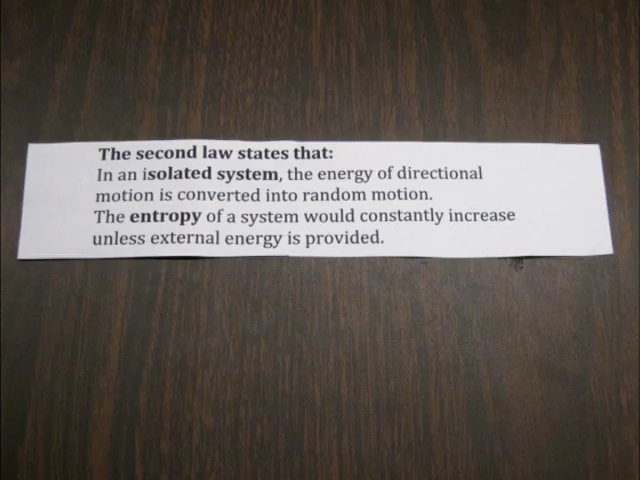 The second law states that:
In an isolated system, the energy of directional
motion is converted into random motion.
The entropy of a system would constantly increase
unless external energy is provided.